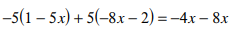 −5(1 − 5x) + 5(−8x − 2) = −4x − 8x